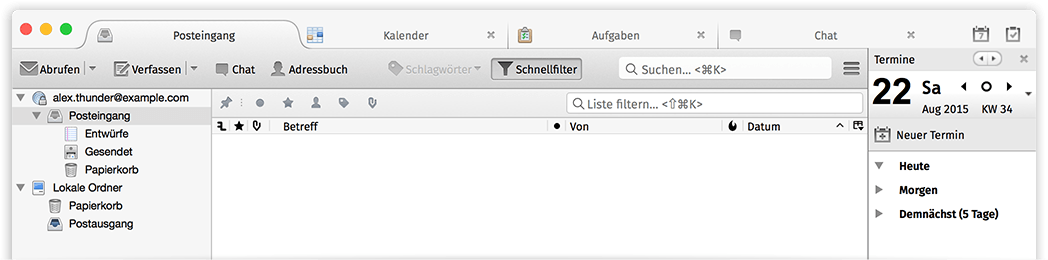 Posteingang Kalender Aufgaben Chat 7
Abrufen Verfassen Chat Adressbuch Schlagwörter Schnellfilter Suchen... <⌘K>
alex.thunder@example.com
Posteingang
Entwürfe
Gesendet
Papierkorb
Lokale Ordner
Papierkorb
Postausgang
Liste filtern... <⇧⌘K>
Betreff Von Datum
Termine
22 Sa
Aug 2015 KW 34
Neuer Termin
Heute
Morgen
Demnächst (5 Tage)